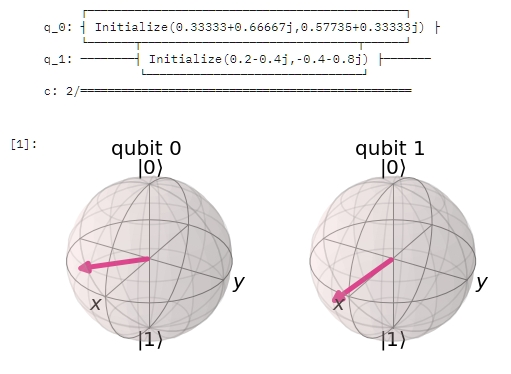 q_0: ┤ Initialize(0.33333+0.66667j,0.57735+0.33333j) ├
q_1: ───────┤ Initialize(0.2-0.4j,-0.4-0.8j) ├──────
c: 2/══════════════════════════════════════════════
[1]:
qubit 0 qubit 1
|0⟩ |0⟩
y y
x x
|1⟩ |1⟩